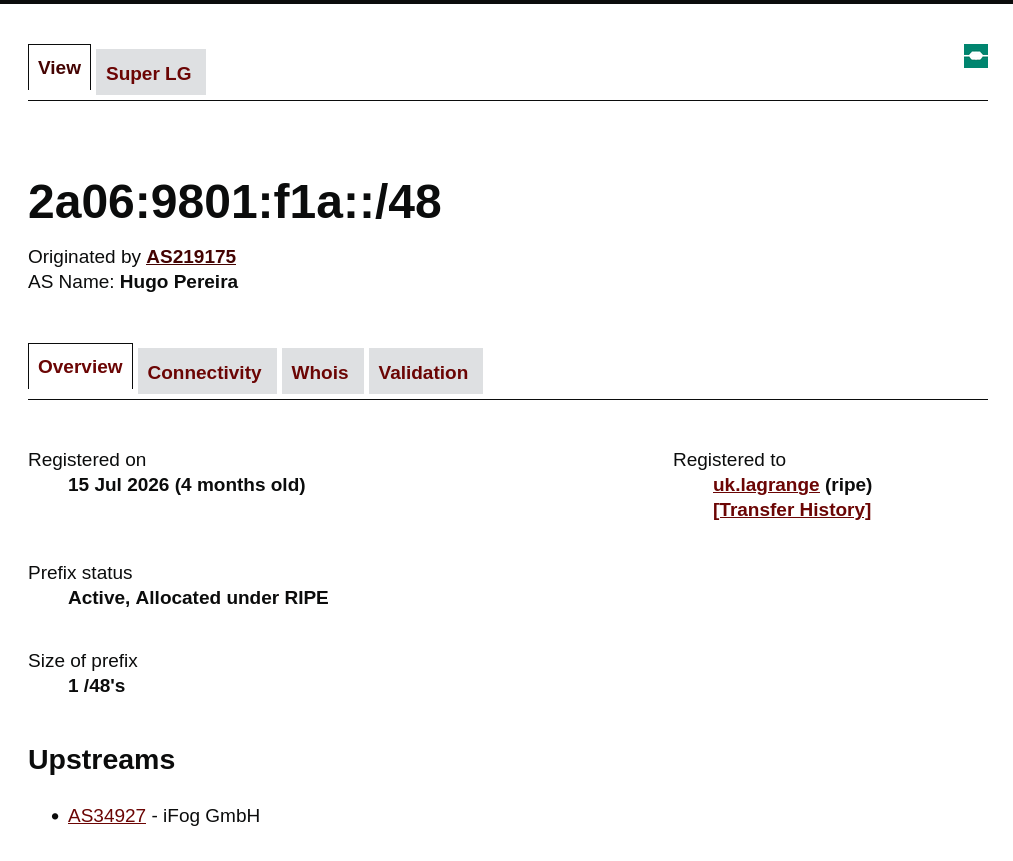 View
Super LG
2a06:9801:f1a::/48
Originated by AS219175
AS Name: Hugo Pereira
Overview
Connectivity
Whois
Validation
Registered on
15 Jul 2026 (4 months old)
Registered to
uk.lagrange (ripe)
[Transfer History]
Prefix status
Active, Allocated under RIPE
Size of prefix
1 /48's
Upstreams
• AS34927 - iFog GmbH